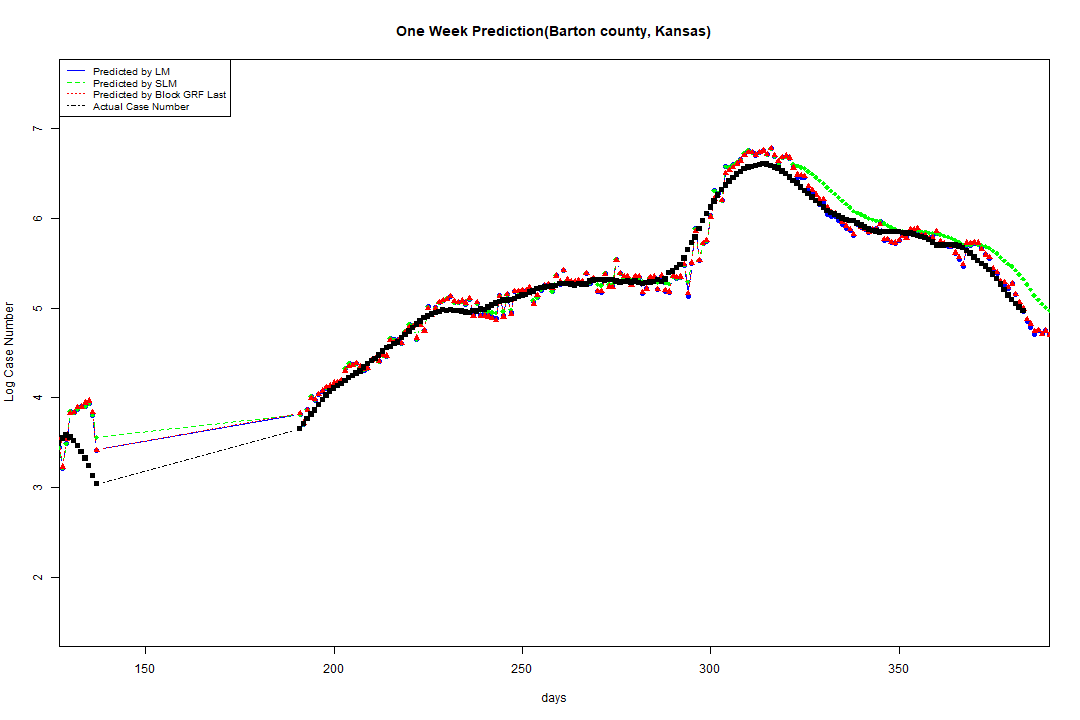 One Week Prediction(Barton county, Kansas)
Predicted by LM
Predicted by SLM
Predicted by Block GRF Last
Actual Case Number
Log Case Number
7
6
5
4
3
2
150 200 250 300 350
days